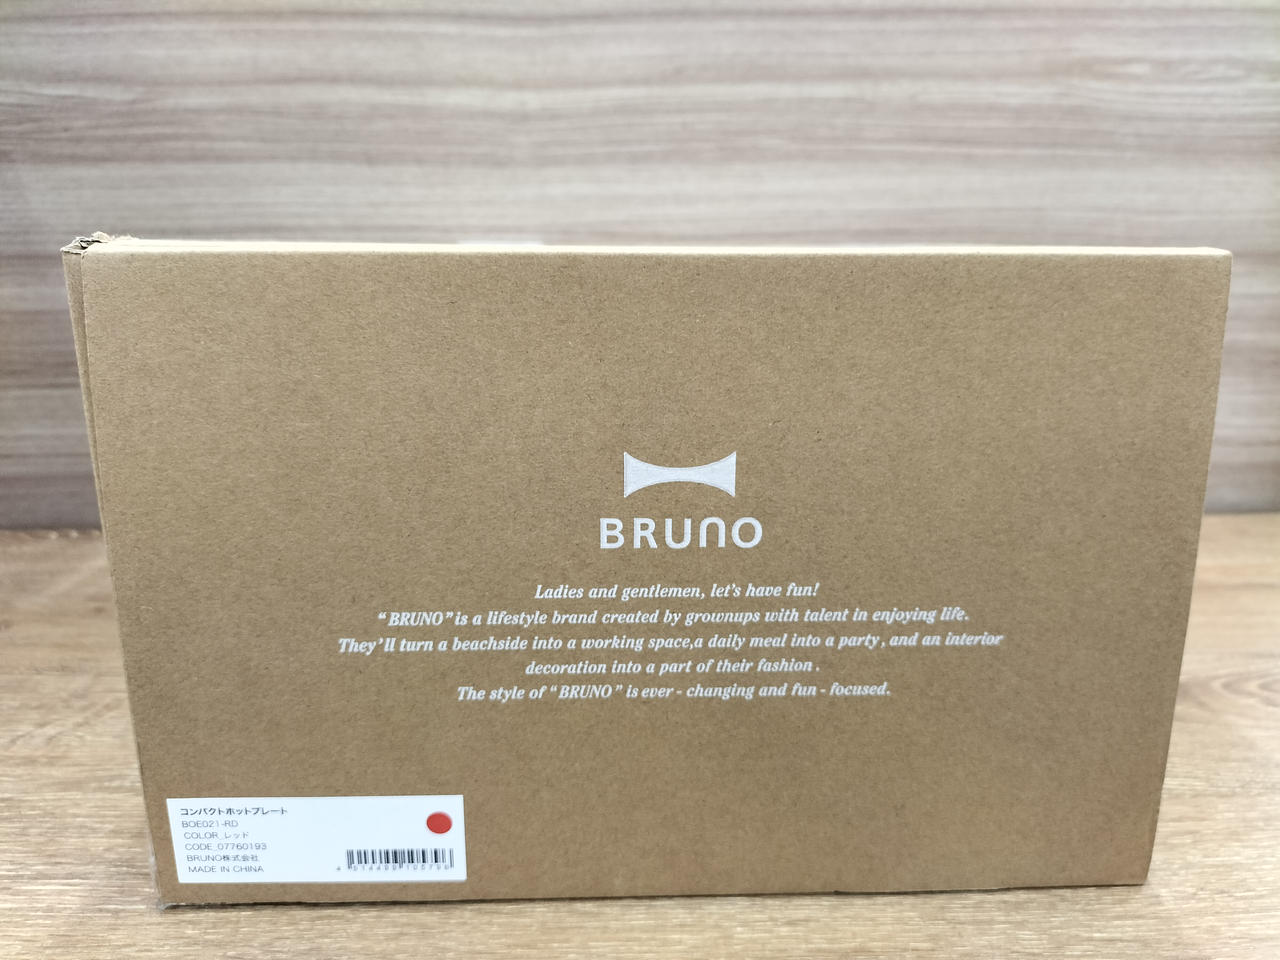 BRUNO
Ladies and gentlemen, let's have fun!
“BRUNO” is a lifestyle brand created by grownups with talent in enjoying life.
They'll turn a beachside into a working space,a daily meal into a party, and an interior
decoration into a part of their fashion.
The style of “BRUNO” is ever - changing and fun - focused.
コンパクトホットプレート
BOE021-RD
COLOR_レッド
CODE_07760193
BRUNO株式会社
MADE IN CHINA